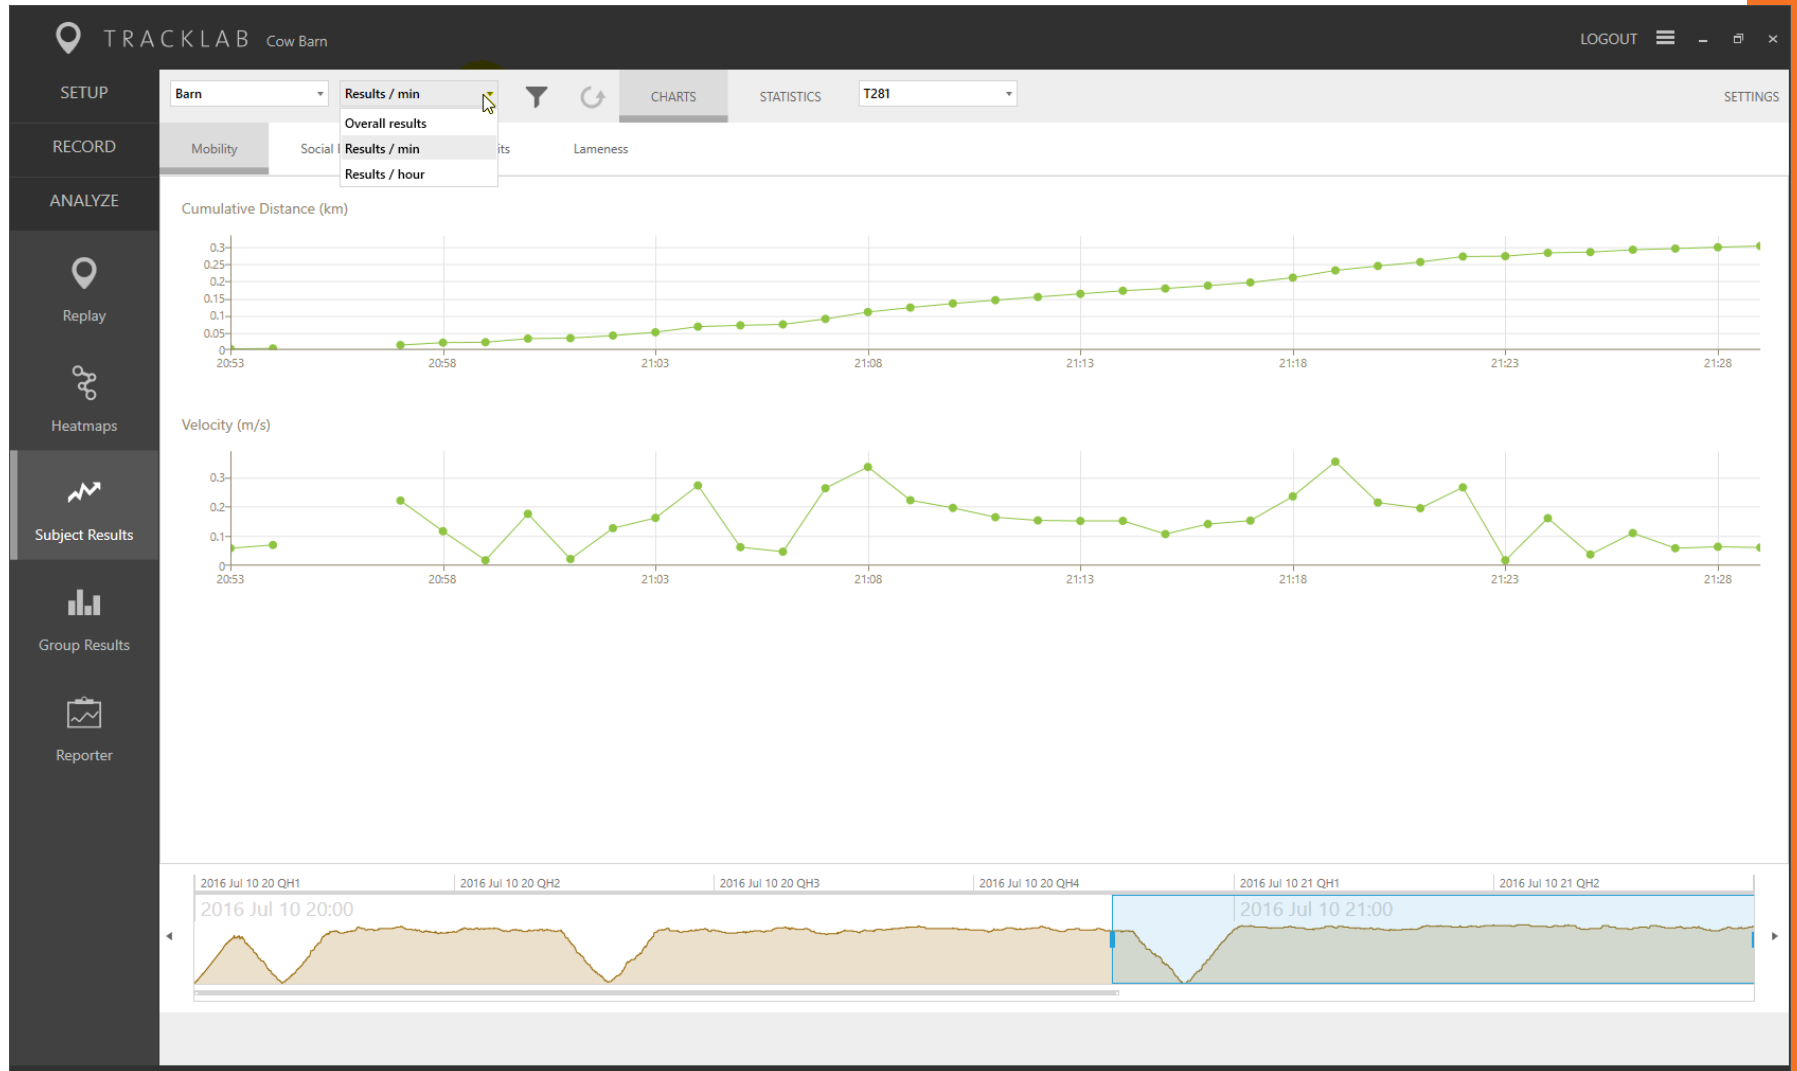 TRACKLAB Cow Barn
LOGOUT
SETUP
RECORD
ANALYZE
Replay
Heatmaps
Subject Results
Group Results
Reporter
Barn
Results / min
CHARTS
STATISTICS
T281
SETTINGS
Overall results
Results / min
Results / hour
Mobility
Social
Lameness
Cumulative Distance (km)
0.3
0.25
0.2
0.15
0.1
0.05
0
20:53 20:58 21:03 21:08 21:13 21:18 21:23 21:28
Velocity (m/s)
0.3
0.2
0.1
0
20:53 20:58 21:03 21:08 21:13 21:18 21:23 21:28
2016 Jul 10 20 QH1 2016 Jul 10 20 QH2 2016 Jul 10 20 QH3 2016 Jul 10 20 QH4 2016 Jul 10 21 QH1 2016 Jul 10 21 QH2
2016 Jul 10 20:00 2016 Jul 10 21:00